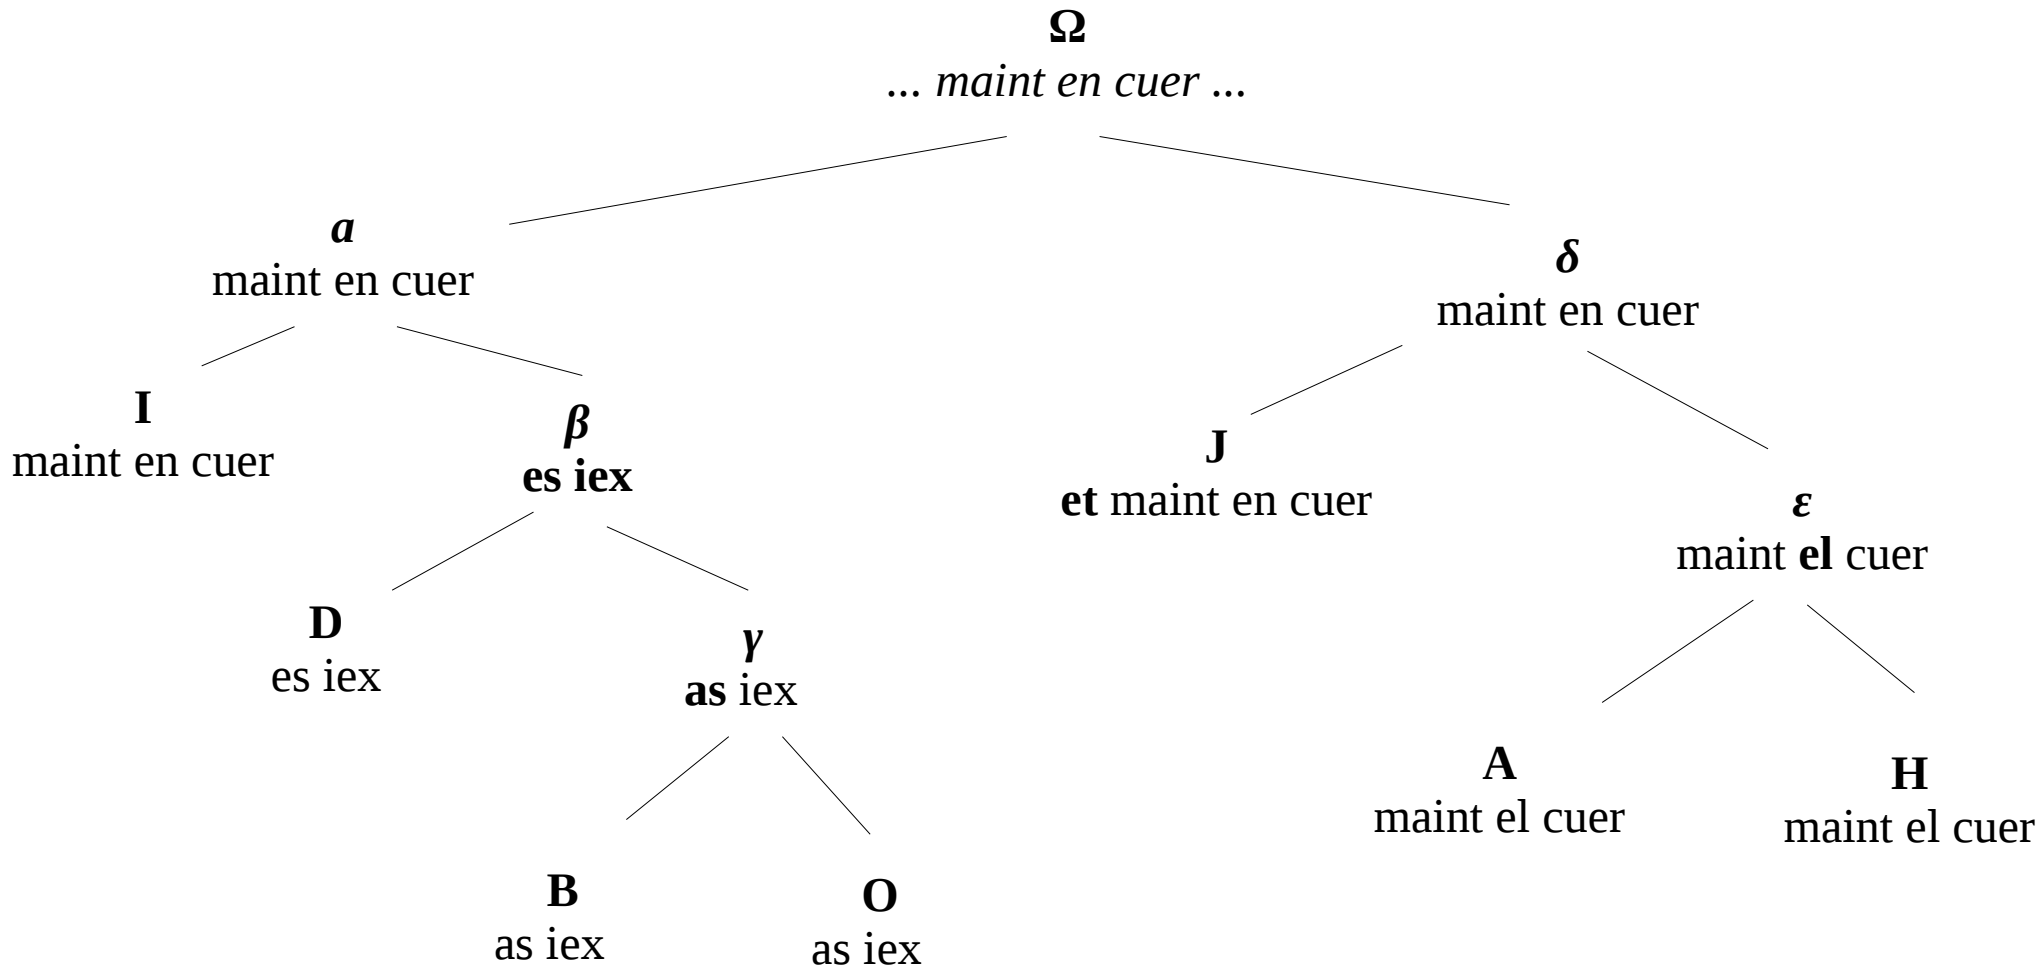 Ω
... maint en cuer ...
a
maint en cuer
δ
maint en cuer
I
maint en cuer
β
es iex
J
et maint en cuer
ε
maint el cuer
D
es iex
γ
as iex
A
maint el cuer
H
maint el cuer
B
as iex
O
as iex